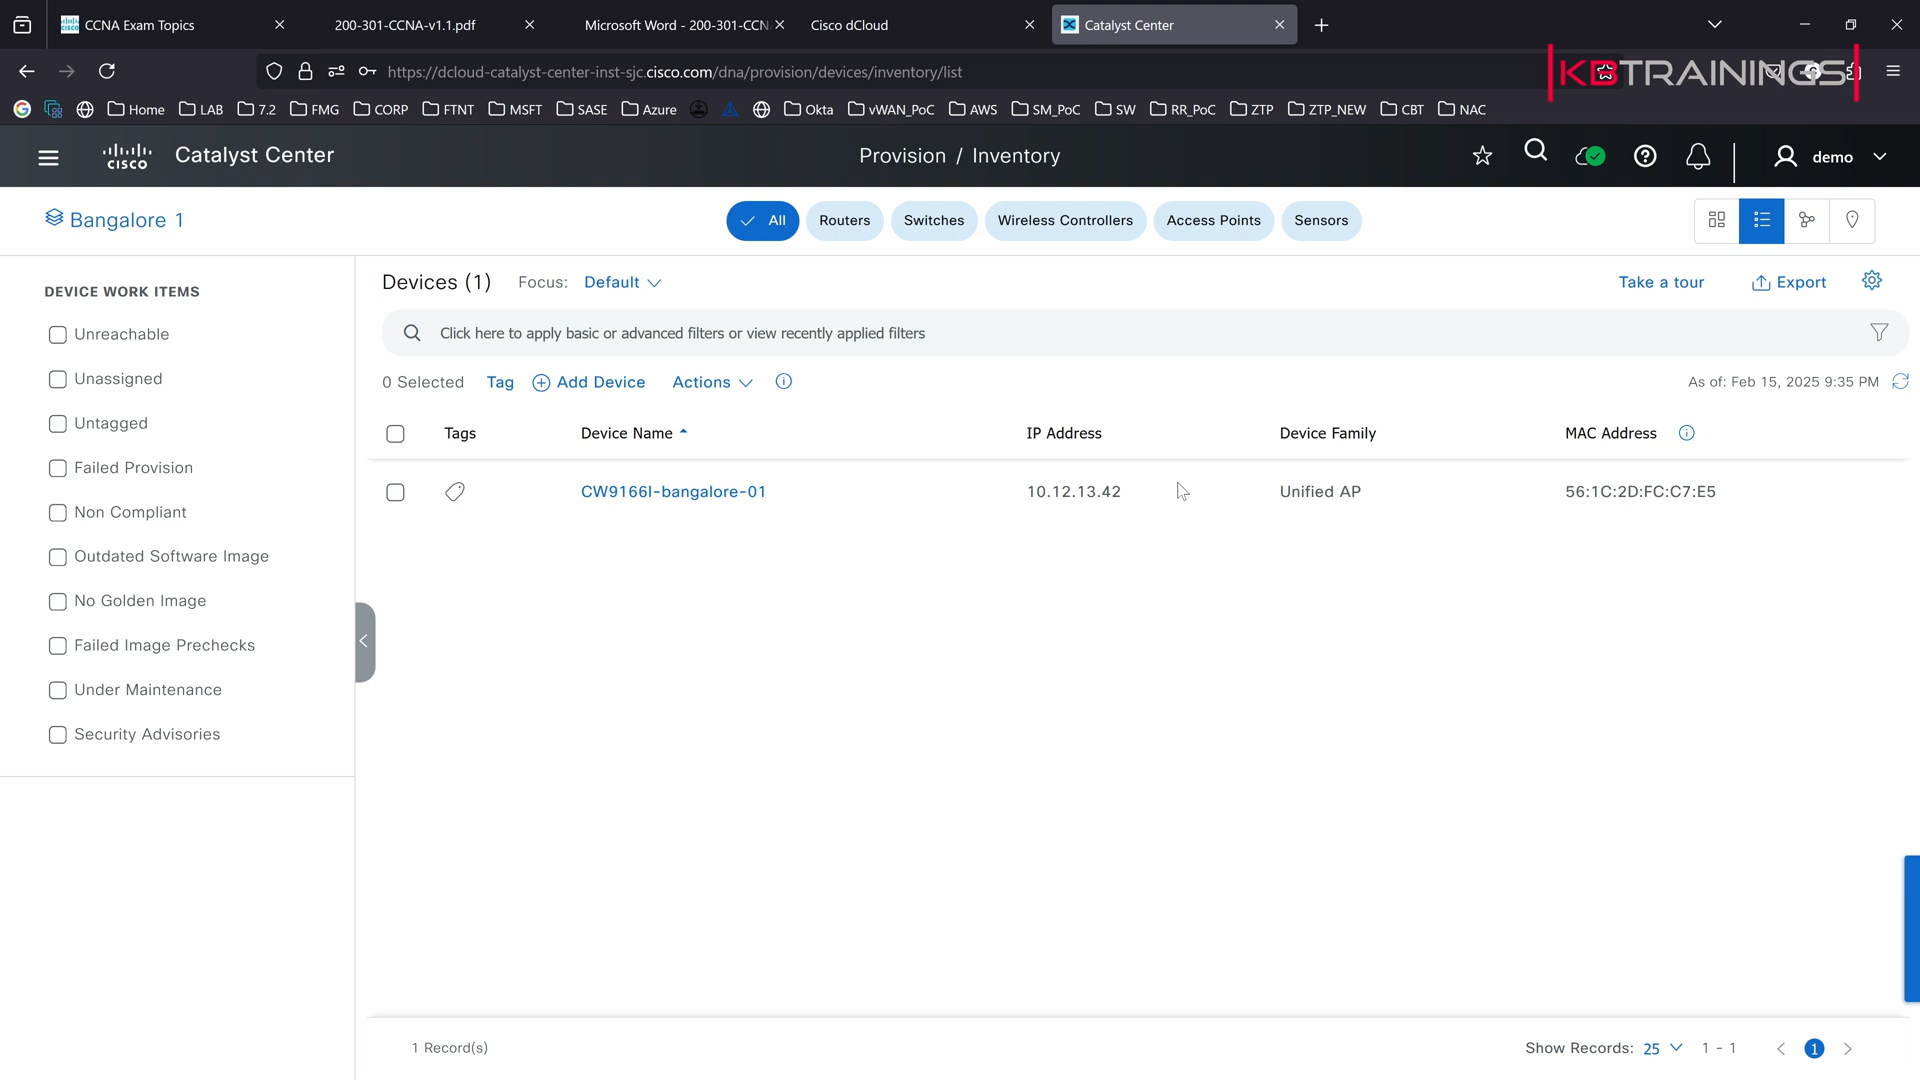 CCNA Exam Topics
200-301-CCNA-v1.1.pdf
Microsoft Word - 200-301-CCN
Cisco dCloud
Catalyst Center
https://dcloud-catalyst-center-inst-sjc.cisco.com/dna/provision/devices/inventory/list
KBTRAININGS
Home LAB 7.2 FMG CORP FTNT MSFT SASE Azure Okta vWAN_PoC AWS SM_PoC SW RR_PoC ZTP ZTP_NEW CBT NAC
cisco Catalyst Center
Provision / Inventory
demo
Bangalore 1
All Routers Switches Wireless Controllers Access Points Sensors
DEVICE WORK ITEMS
Unreachable
Unassigned
Untagged
Failed Provision
Non Compliant
Outdated Software Image
No Golden Image
Failed Image Prechecks
Under Maintenance
Security Advisories
Devices (1) Focus: Default
Take a tour Export
Click here to apply basic or advanced filters or view recently applied filters
0 Selected Tag Add Device Actions
As of: Feb 15, 2025 9:35 PM
Tags Device Name IP Address Device Family MAC Address
CW9166I-bangalore-01 10.12.13.42 Unified AP 56:1C:2D:FC:C7:E5
1 Record(s)
Show Records: 25 1 - 1 1